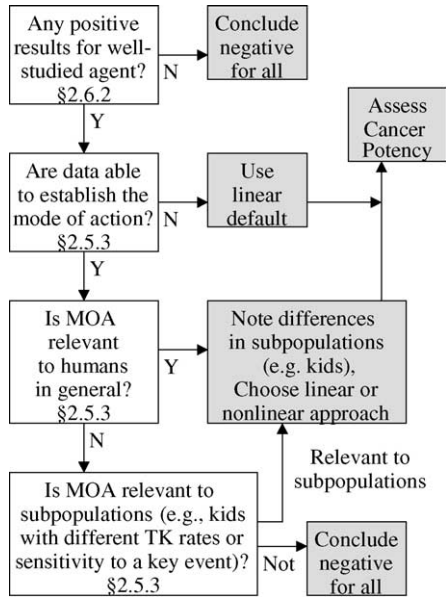 Any positive
results for well-
studied agent?
§2.6.2
N
Conclude
negative
for all
Y
Assess
Cancer
Potency
Are data able
to establish the
mode of action?
§2.5.3
N
Use
linear
default
Y
Is MOA
relevant
to humans
in general?
§2.5.3
Y
Note differences
in subpopulations
(e.g. kids),
Choose linear or
nonlinear approach
N
Relevant to
subpopulations
Is MOA relevant to
subpopulations (e.g., kids
with different TK rates or
sensitivity to a key event)?
§2.5.3
Not
Conclude
negative
for all